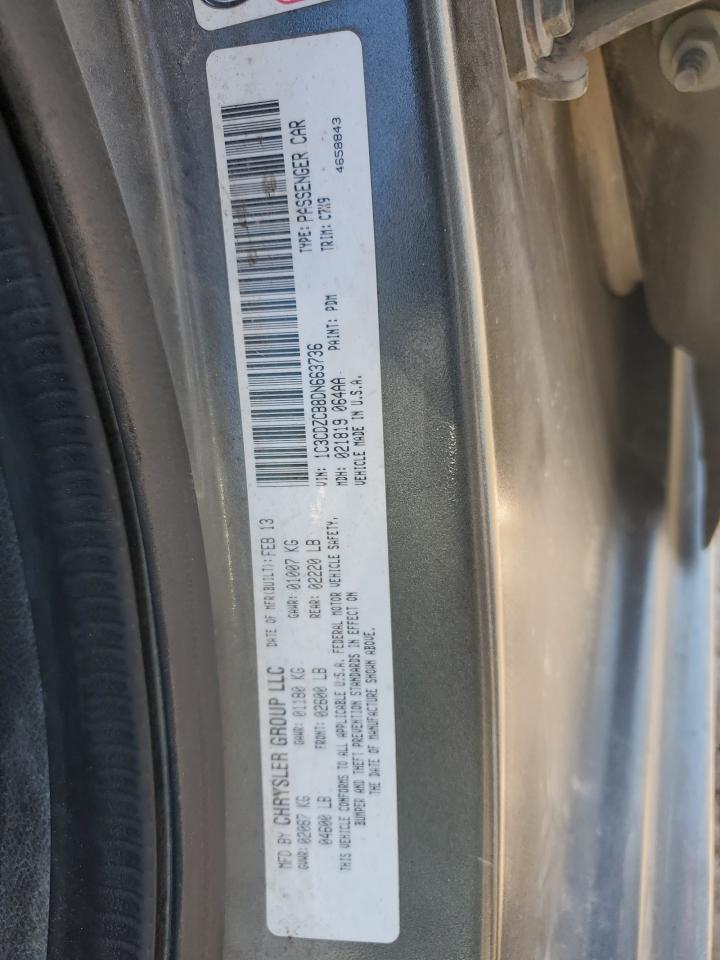 MFD BY CHRYSLER GROUP LLC DATE OF MFR(BUILT): FEB 13
GVWR: 02087 KG GAWR: 01180 KG GAWR: 01007 KG
04600 LB FRONT: 02600 LB REAR: 02220 LB
THIS VEHICLE CONFORMS TO ALL APPLICABLE U.S.A. FEDERAL MOTOR VEHICLE SAFETY,
BUMPER AND THEFT PREVENTION STANDARDS IN EFFECT ON
THE DATE OF MANUFACTURE SHOWN ABOVE.
VIN: 1C3CDZCB8DN663736 TYPE: PASSENGER CAR
MDH: 021819 064AA PAINT: PDM TRIM: C7X9
VEHICLE MADE IN U.S.A. 4658843